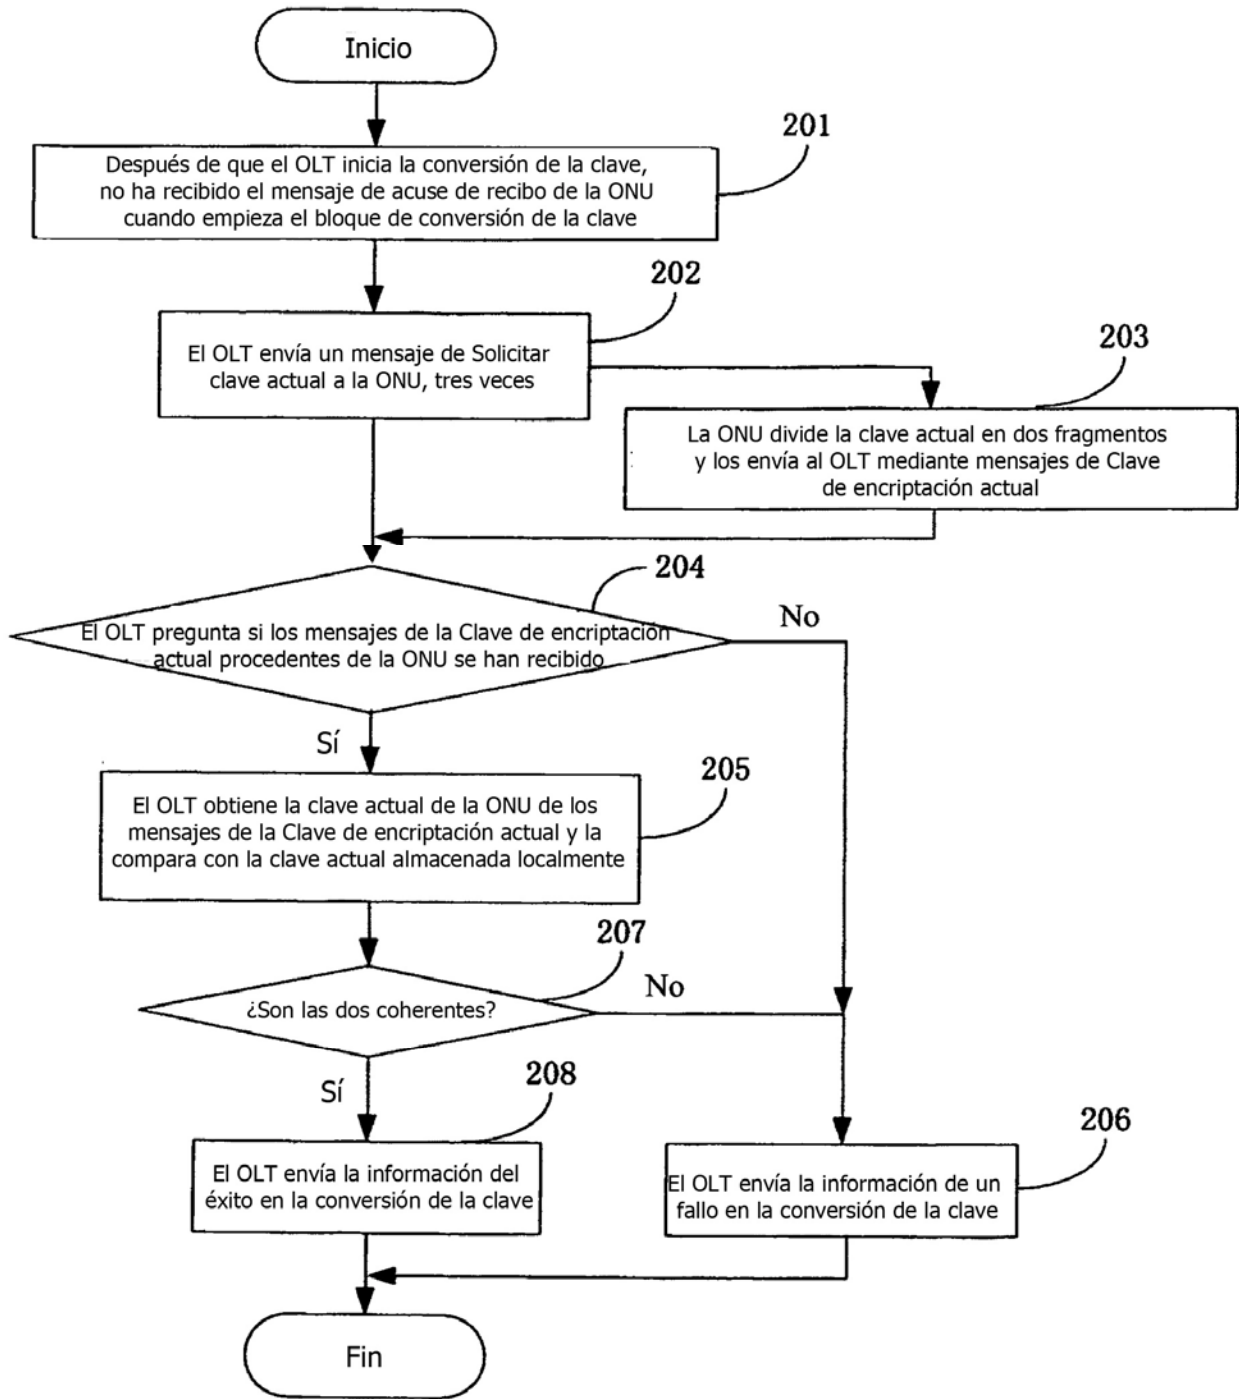 Inicio
201
Después de que el OLT inicia la conversión de la clave,
no ha recibido el mensaje de acuse de recibo de la ONU
cuando empieza el bloque de conversión de la clave
202
El OLT envía un mensaje de Solicitar
clave actual a la ONU, tres veces
203
La ONU divide la clave actual en dos fragmentos
y los envía al OLT mediante mensajes de Clave
de encriptación actual
204
No
El OLT pregunta si los mensajes de la Clave de encriptación
actual procedentes de la ONU se han recibido
Sí
205
El OLT obtiene la clave actual de la ONU de los
mensajes de la Clave de encriptación actual y la
compara con la clave actual almacenada localmente
207
No
¿Son las dos coherentes?
Sí
208
El OLT envía la información del
éxito en la conversión de la clave
206
El OLT envía la información de un
fallo en la conversión de la clave
Fin